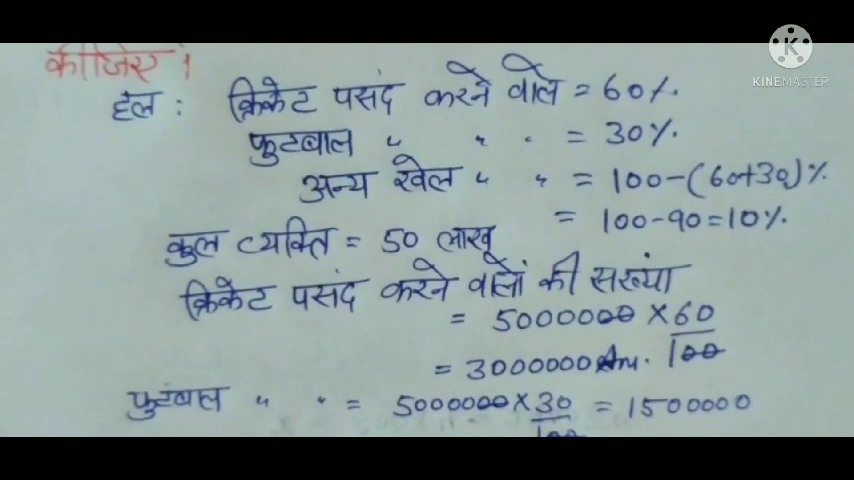 KINEMASTER
कीजिए।
हल : क्रिकेट पसंद करने वाले = 60%
फुटबाल " " " = 30%.
अन्य खेल " " = 100-(60+30)%
= 100-90=10%.
कुल व्यक्ति = 50 लाख
क्रिकेट पसंद करने वालों की सख्यां
= 5000000 × 60/100
= 3000000 Ans.
फुटंबाल " " = 5000000 × 30/100 = 1500000